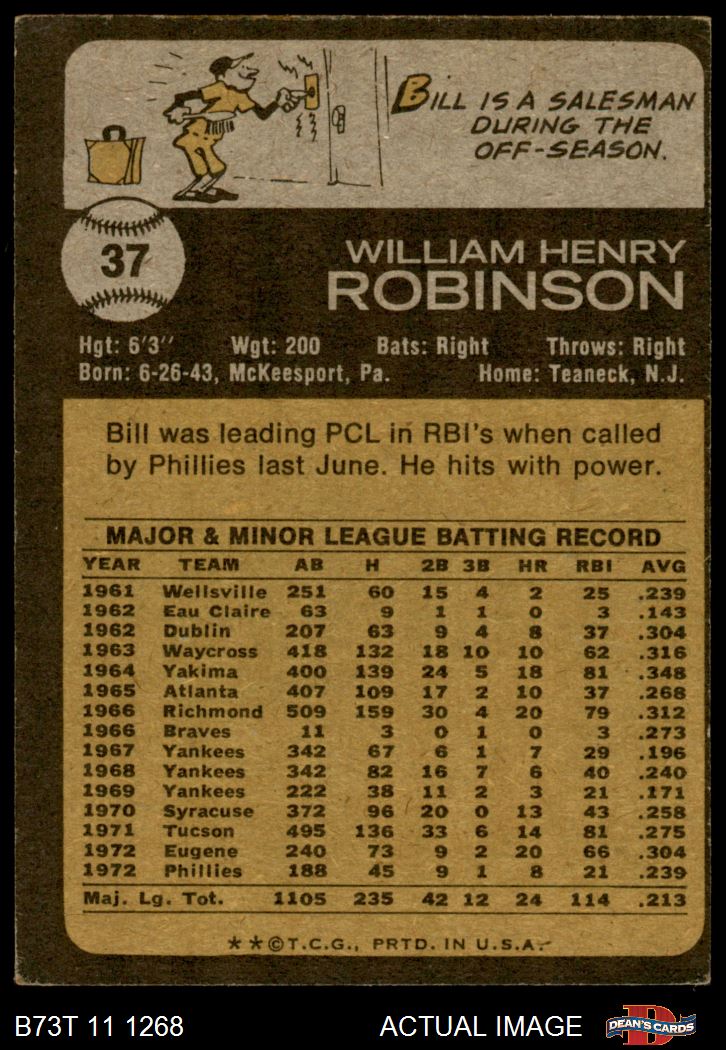 BILL IS A SALESMAN
DURING THE
OFF-SEASON.
37
WILLIAM HENRY
ROBINSON
Hgt: 6'3" Wgt: 200 Bats: Right Throws: Right
Born: 6-26-43, McKeesport, Pa. Home: Teaneck, N.J.
Bill was leading PCL in RBI's when called
by Phillies last June. He hits with power.
MAJOR & MINOR LEAGUE BATTING RECORD
YEAR TEAM AB H 2B 3B HR RBI AVG
1961 Wellsville 251 60 15 4 2 25 .239
1962 Eau Claire 63 9 1 1 0 3 .143
1962 Dublin 207 63 9 4 8 37 .304
1963 Waycross 418 132 18 10 10 62 .316
1964 Yakima 400 139 24 5 18 81 .348
1965 Atlanta 407 109 17 2 10 37 .268
1966 Richmond 509 159 30 4 20 79 .312
1966 Braves 11 3 0 1 0 3 .273
1967 Yankees 342 67 6 1 7 29 .196
1968 Yankees 342 82 16 7 6 40 .240
1969 Yankees 222 38 11 2 3 21 .171
1970 Syracuse 372 96 20 0 13 43 .258
1971 Tucson 495 136 33 6 14 81 .275
1972 Eugene 240 73 9 2 20 66 .304
1972 Phillies 188 45 9 1 8 21 .239
Maj. Lg. Tot. 1105 235 42 12 24 114 .213
**©T.C.G., PRTD. IN U.S.A.
B73T 11 1268 ACTUAL IMAGE D DEAN'S CARDS